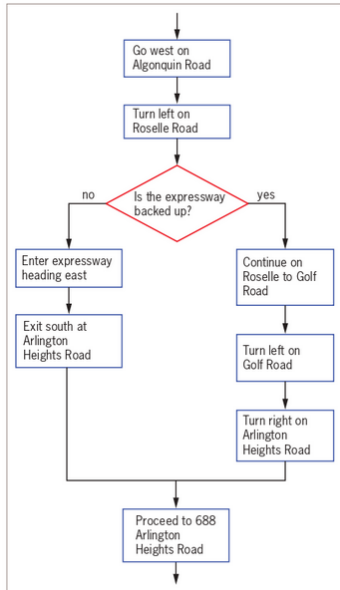 Go west on
Algonquin Road
Turn left on
Roselle Road
Is the expressway
backed up?
no
yes
Enter expressway
heading east
Exit south at
Arlington
Heights Road
Continue on
Roselle to Golf
Road
Turn left on
Golf Road
Turn right on
Arlington
Heights Road
Proceed to 688
Arlington
Heights Road